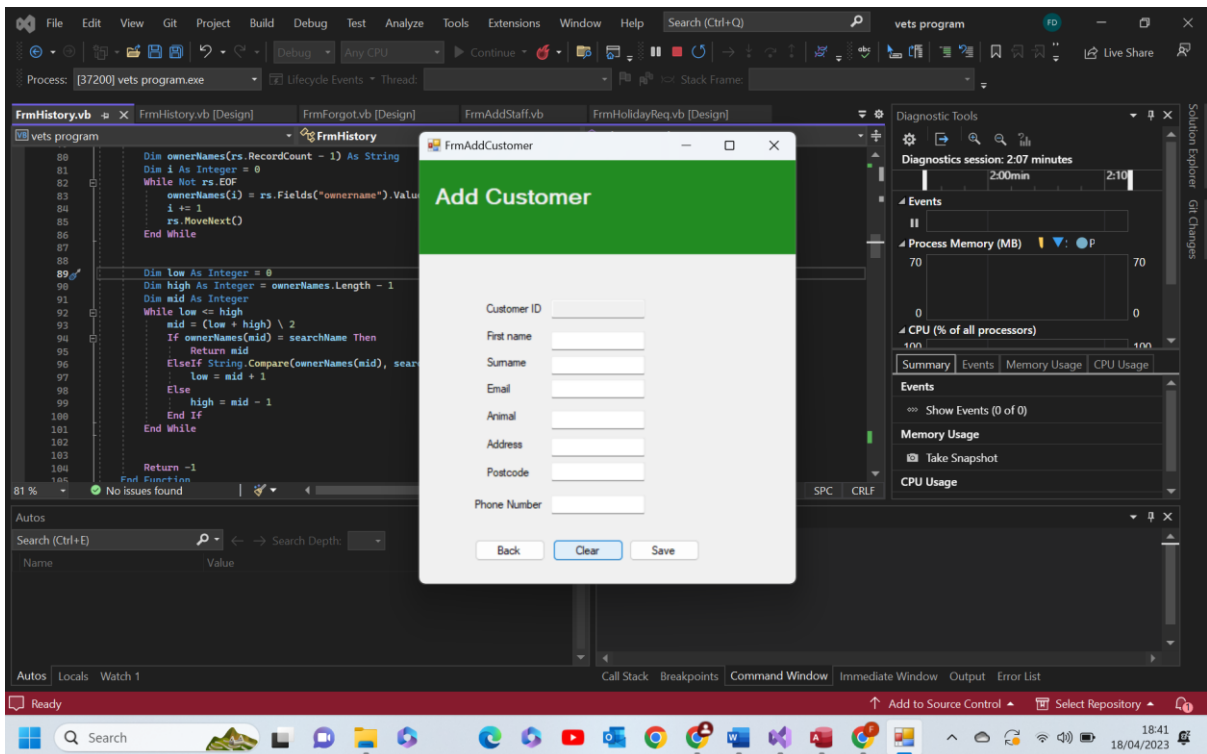 File Edit View Git Project Build Debug Test Analyze Tools Extensions Window Help Search (Ctrl+Q) vets program FD
Debug Any CPU Continue Live Share
Process: [37200] vets program.exe Lifecycle Events Thread: Stack Frame:
FrmHistory.vb FrmHistory.vb [Design] FrmForgot.vb [Design] FrmAddStaff.vb FrmHolidayReq.vb [Design]
vets program FrmHistory
80 Dim ownerNames(rs.RecordCount - 1) As String
81 Dim i As Integer = 0
82 While Not rs.EOF
83 ownerNames(i) = rs.Fields("ownername").Valu
84 i += 1
85 rs.MoveNext()
86 End While
87
88
89 Dim low As Integer = 0
90 Dim high As Integer = ownerNames.Length - 1
91 Dim mid As Integer
92 While low <= high
93 mid = (low + high) \ 2
94 If ownerNames(mid) = searchName Then
95 Return mid
96 ElseIf String.Compare(ownerNames(mid), sear
97 low = mid + 1
98 Else
99 high = mid - 1
100 End If
101 End While
102
103
104 Return -1
105 End Function
81 % No issues found SPC CRLF
FrmAddCustomer
Add Customer
Customer ID
First name
Surname
Email
Animal
Address
Postcode
Phone Number
Back Clear Save
Diagnostic Tools
Diagnostics session: 2:07 minutes
2:00min 2:10
Events
Process Memory (MB) P
70 70
0 0
CPU (% of all processors)
100 100
Summary Events Memory Usage CPU Usage
Events
Show Events (0 of 0)
Memory Usage
Take Snapshot
CPU Usage
Solution Explorer
Git Changes
Autos
Search (Ctrl+E) Search Depth:
Name Value
Autos Locals Watch 1
Call Stack Breakpoints Command Window Immediate Window Output Error List
Ready Add to Source Control Select Repository
Search
18:41
18/04/2023